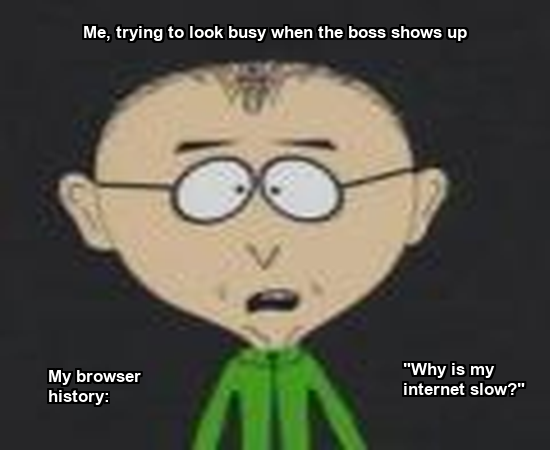 Me, trying to look busy when the boss shows up
My browser
history:
"Why is my
internet slow?"